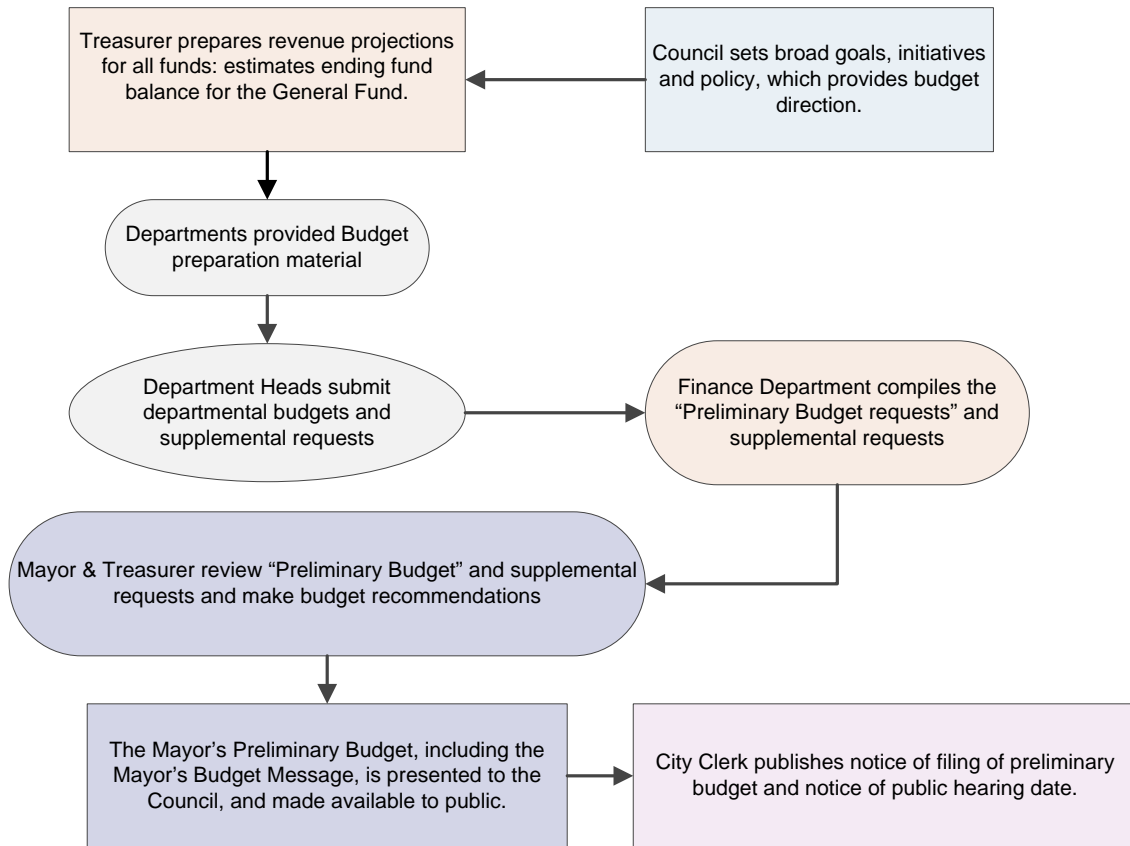 Treasurer prepares revenue projections
for all funds: estimates ending fund
balance for the General Fund.
Council sets broad goals, initiatives
and policy, which provides budget
direction.
Departments provided Budget
preparation material
Department Heads submit
departmental budgets and
supplemental requests
Finance Department compiles the
“Preliminary Budget requests” and
supplemental requests
Mayor & Treasurer review “Preliminary Budget” and supplemental
requests and make budget recommendations
The Mayor’s Preliminary Budget, including the
Mayor’s Budget Message, is presented to the
Council, and made available to public.
City Clerk publishes notice of filing of preliminary
budget and notice of public hearing date.